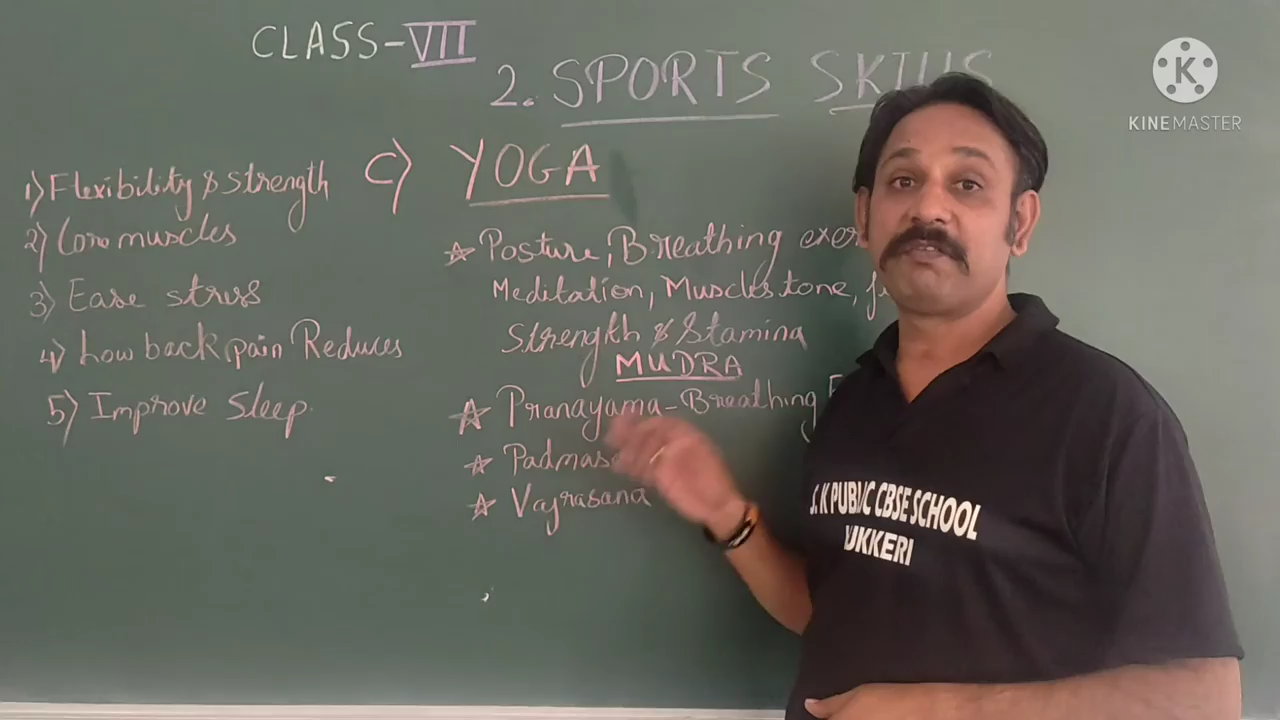 CLASS-VII
2. SPORTS SKILLS
C) YOGA
1) Flexibility & strength
2) Core muscles
3) Ease stress
4) Low back pain Reduces
5) Improve Sleep.
☆ Posture, Breathing exer
Meditation, Muscles tone,
Strength & Stamina
MUDRA
☆ Pranayama - Breathing E
☆ Padmas
☆ Vajrasana
J. K PUBLIC CBSE SCHOOL
UKKERI
K
KINEMASTER